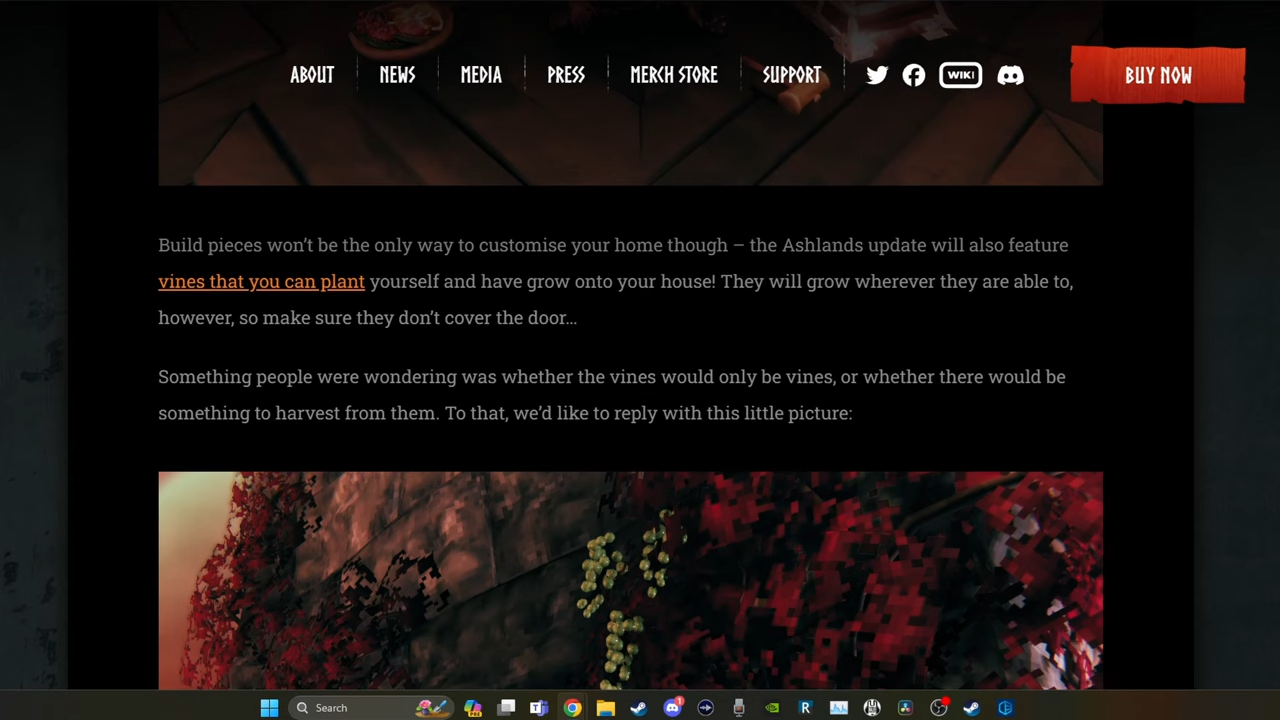 ABOUT
NEWS
MEDIA
PRESS
MERCH STORE
SUPPORT
WIKI
BUY NOW
Build pieces won’t be the only way to customise your home though – the Ashlands update will also feature
vines that you can plant yourself and have grow onto your house! They will grow wherever they are able to,
however, so make sure they don’t cover the door…
Something people were wondering was whether the vines would only be vines, or whether there would be
something to harvest from them. To that, we’d like to reply with this little picture:
Search
1